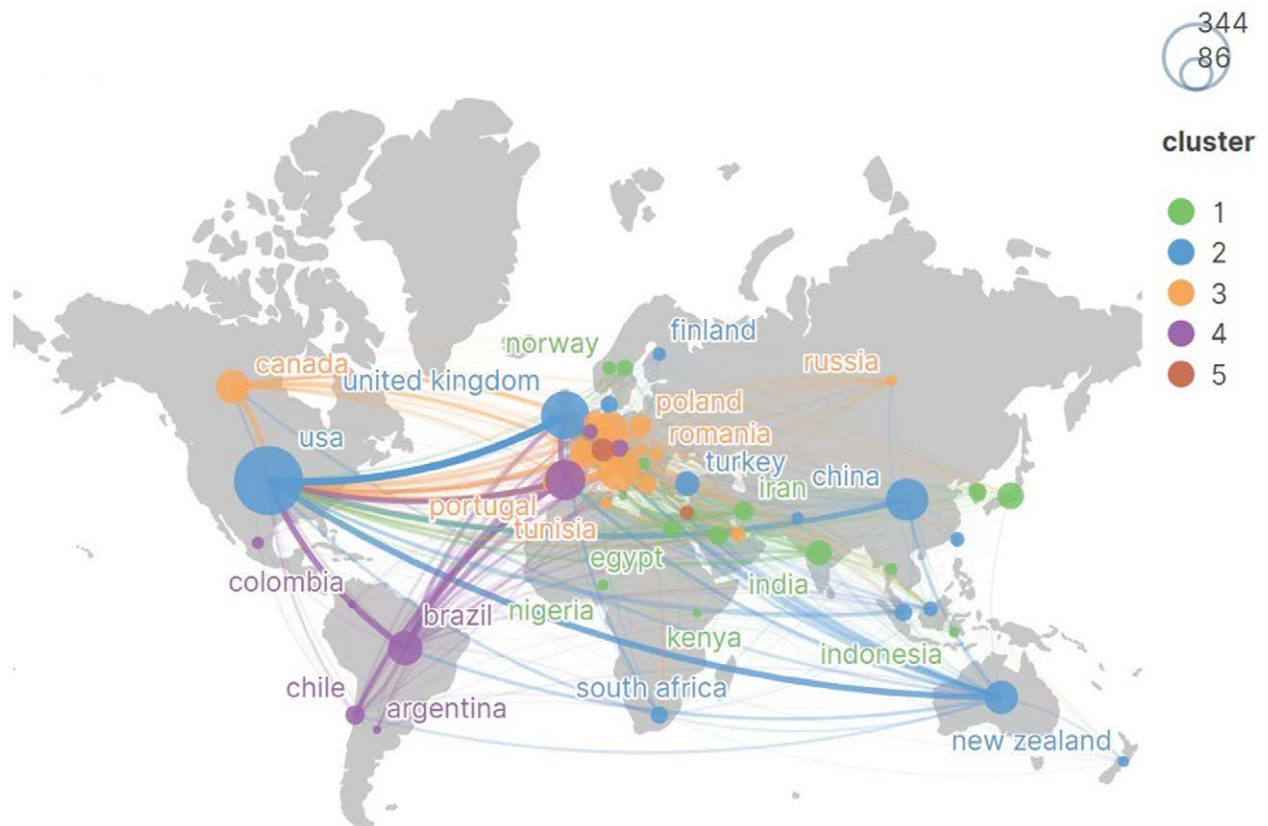 344
86
cluster
1
2
3
4
5
finland
norway
russia
canada
united kingdom
poland
usa
romania
turkey
china
iran
portugal
tunisia
egypt
india
colombia
brazil
nigeria
kenya
indonesia
chile
south africa
argentina
new zealand